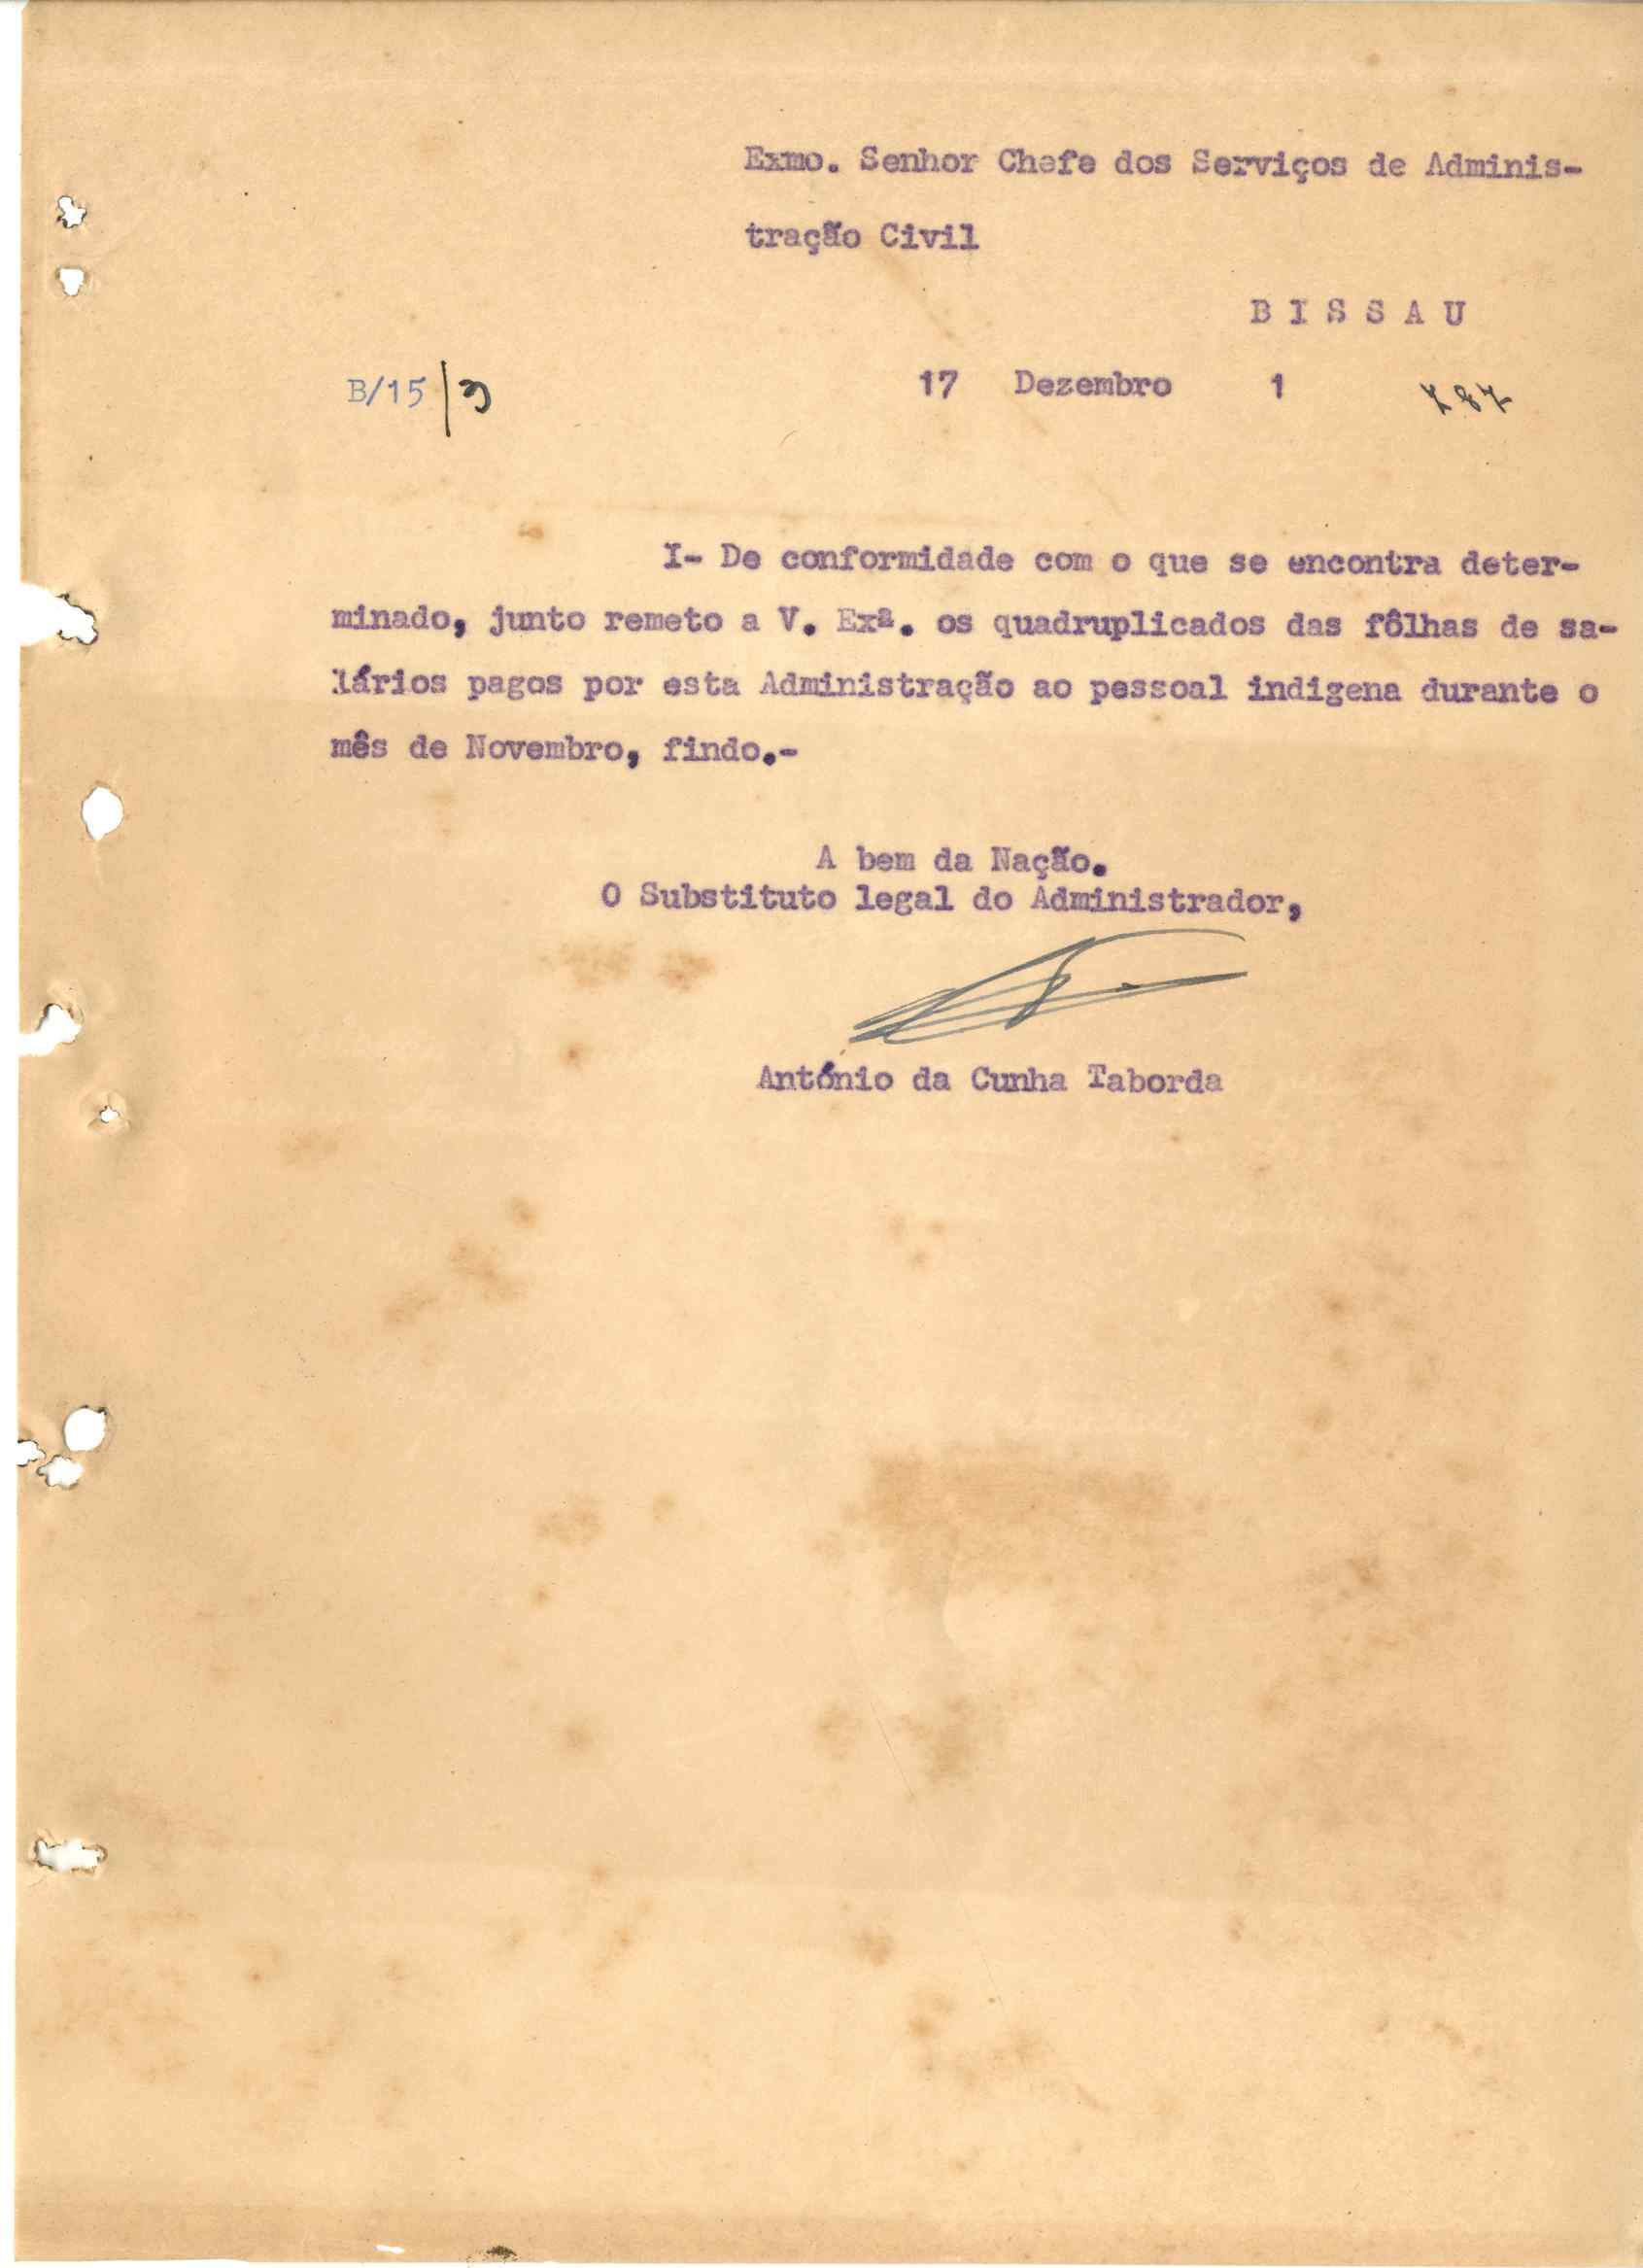 Exmo. Senhor Chefe dos Serviços de Adminis-
tração Civil
B I S S A U
B/15/3 17 Dezembro 1 787
I- De conformidade com o que se encontra deter-
minado, junto remeto a V. Exª. os quadruplicados das fôlhas de sa-
lários pagos por esta Administração ao pessoal indigena durante o
mês de Novembro, findo.-
A bem da Nação.
O Substituto legal do Administrador,
António da Cunha Taborda